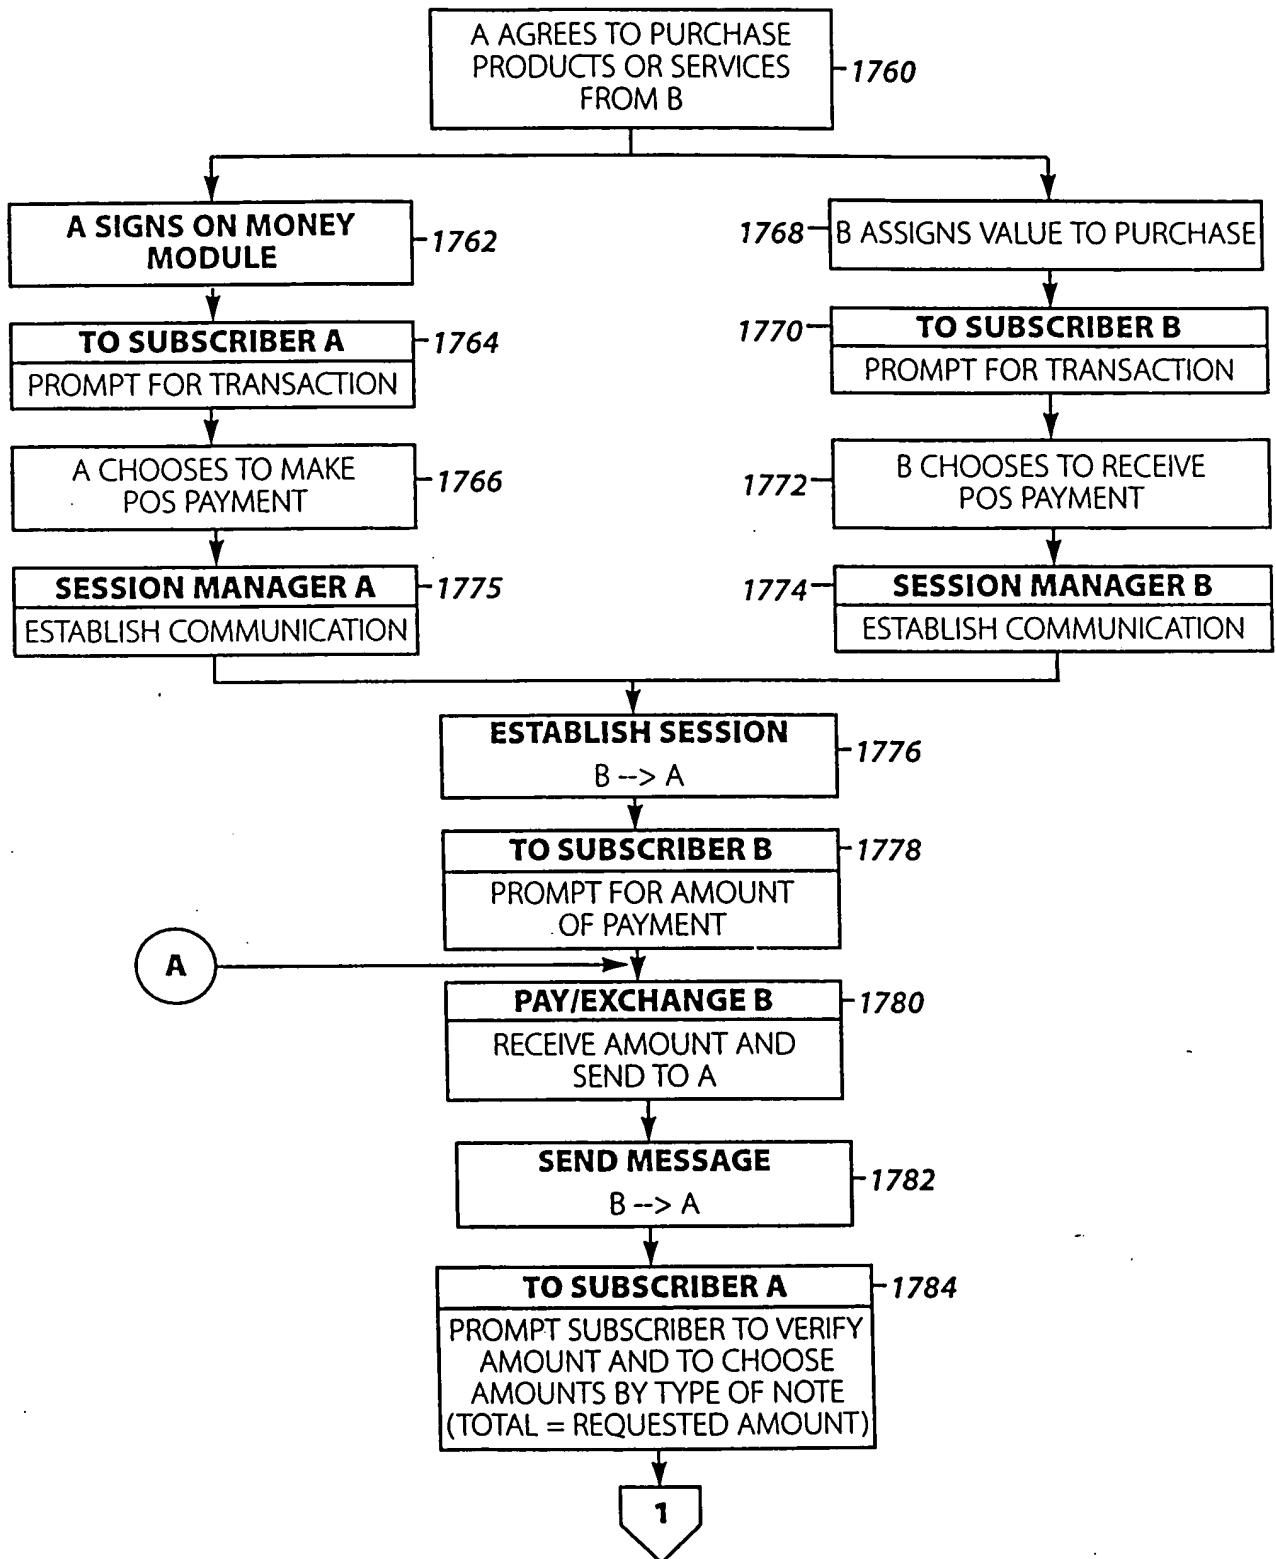 A AGREES TO PURCHASE
PRODUCTS OR SERVICES
FROM B
1760
A SIGNS ON MONEY
MODULE
1762
TO SUBSCRIBER A
1764
PROMPT FOR TRANSACTION
A CHOOSES TO MAKE
POS PAYMENT
1766
SESSION MANAGER A
1775
ESTABLISH COMMUNICATION
1768
B ASSIGNS VALUE TO PURCHASE
1770
TO SUBSCRIBER B
PROMPT FOR TRANSACTION
B CHOOSES TO RECEIVE
POS PAYMENT
1772
1774
SESSION MANAGER B
ESTABLISH COMMUNICATION
ESTABLISH SESSION
B --> A
1776
TO SUBSCRIBER B
1778
PROMPT FOR AMOUNT
OF PAYMENT
A
PAY/EXCHANGE B
1780
RECEIVE AMOUNT AND
SEND TO A
SEND MESSAGE
B --> A
1782
TO SUBSCRIBER A
1784
PROMPT SUBSCRIBER TO VERIFY
AMOUNT AND TO CHOOSE
AMOUNTS BY TYPE OF NOTE
(TOTAL = REQUESTED AMOUNT)
1